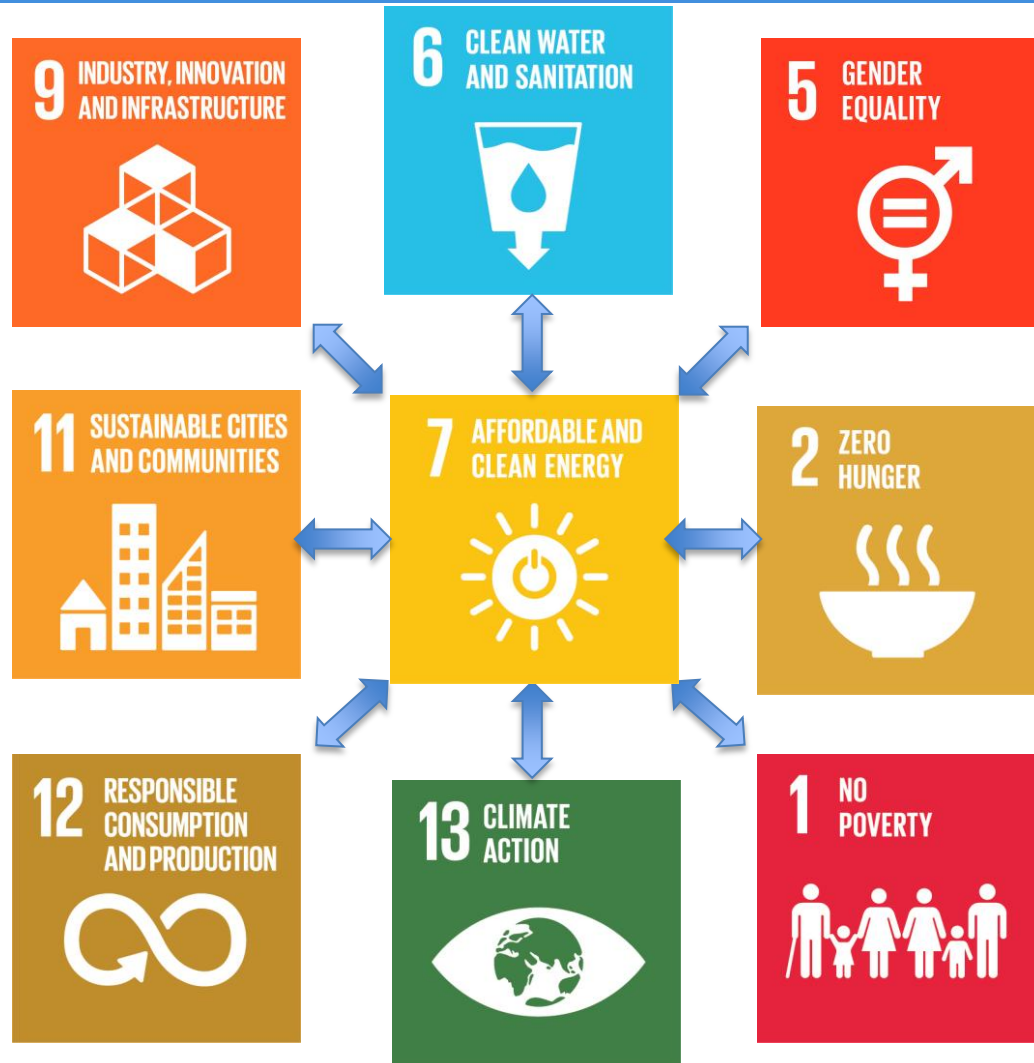 9 INDUSTRY, INNOVATION
AND INFRASTRUCTURE
6 CLEAN WATER
AND SANITATION
5 GENDER
EQUALITY
11 SUSTAINABLE CITIES
AND COMMUNITIES
7 AFFORDABLE AND
CLEAN ENERGY
2 ZERO
HUNGER
12 RESPONSIBLE
CONSUMPTION
AND PRODUCTION
13 CLIMATE
ACTION
1 NO
POVERTY